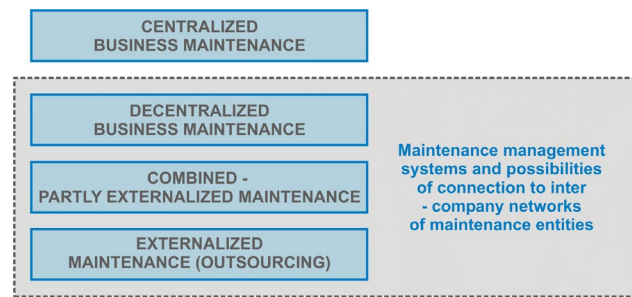 CENTRALIZED
BUSINESS MAINTENANCE
DECENTRALIZED
BUSINESS MAINTENANCE
COMBINED -
PARTLY EXTERNALIZED MAINTENANCE
EXTERNALIZED
MAINTENANCE (OUTSOURCING)
Maintenance management
systems and possibilities
of connection to inter
- company networks
of maintenance entities